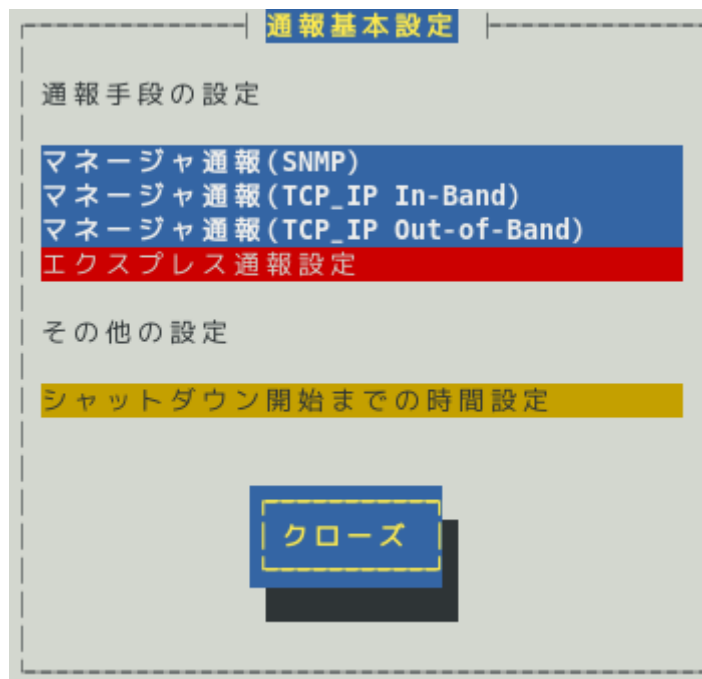 通報基本設定
通報手段の設定
マネージャ通報(SNMP)
マネージャ通報(TCP_IP In-Band)
マネージャ通報(TCP_IP Out-of-Band)
エクスプレス通報設定
その他の設定
シャットダウン開始までの時間設定
クローズ